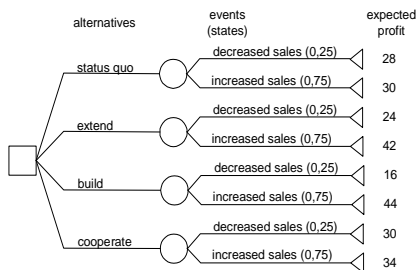 alternatives
events
(states)
expected
profit
status quo
decreased sales (0,25)
28
increased sales (0,75)
30
extend
decreased sales (0,25)
24
increased sales (0,75)
42
build
decreased sales (0,25)
16
increased sales (0,75)
44
cooperate
decreased sales (0,25)
30
increased sales (0,75)
34